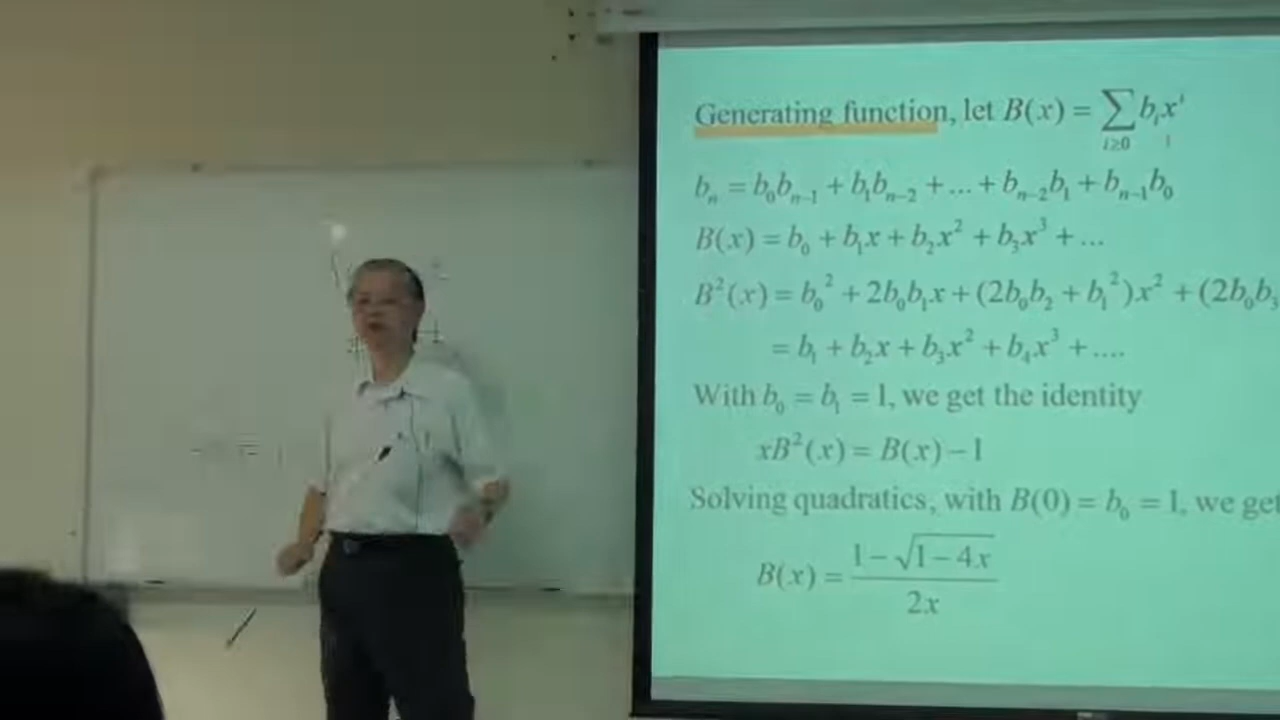 Generating function, let B(x) = ∑_{i≥0} b_i x^i
b_n = b_0b_{n-1} + b_1b_{n-2} + ... + b_{n-2}b_1 + b_{n-1}b_0
B(x) = b_0 + b_1x + b_2x^2 + b_3x^3 + ...
B^2(x) = b_0^2 + 2b_0b_1x + (2b_0b_2 + b_1^2)x^2 + (2b_0b_3
= b_1 + b_2x + b_3x^2 + b_4x^3 + ....
With b_0 = b_1 = 1, we get the identity
xB^2(x) = B(x) - 1
Solving quadratics, with B(0) = b_0 = 1, we get
B(x) = \frac{1 - \sqrt{1 - 4x}}{2x}